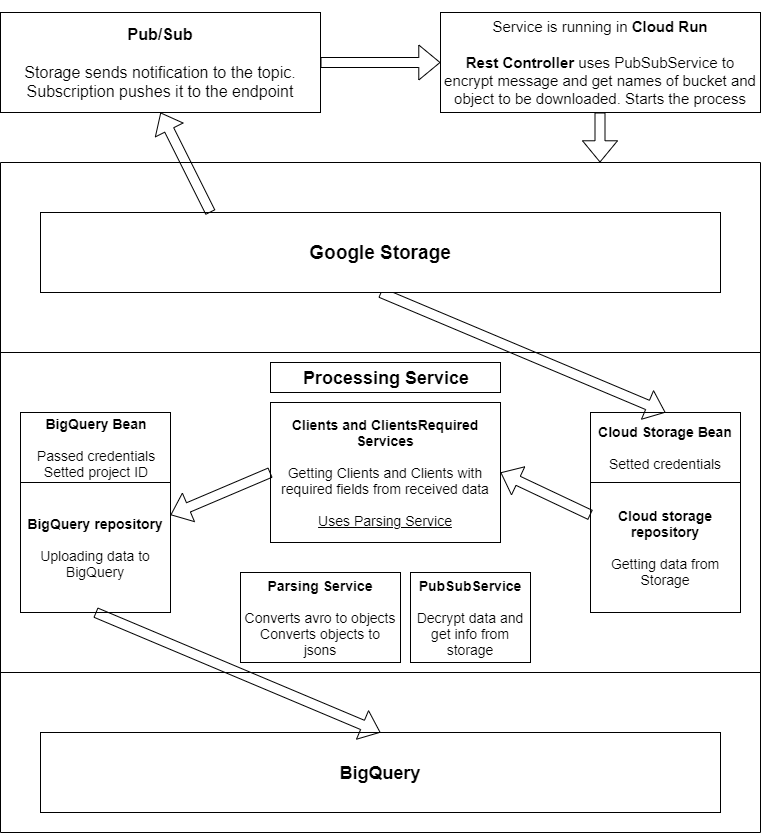 Pub/Sub
Storage sends notification to the topic.
Subscription pushes it to the endpoint
Service is running in Cloud Run
Rest Controller uses PubSubService to
encrypt message and get names of bucket and
object to be downloaded. Starts the process
Google Storage
Processing Service
BigQuery Bean
Passed credentials
Setted project ID
BigQuery repository
Uploading data to
BigQuery
Clients and ClientsRequired
Services
Getting Clients and Clients with
required fields from received data
Uses Parsing Service
Cloud Storage Bean
Setted credentials
Cloud storage
repository
Getting data from
Storage
Parsing Service
Converts avro to objects
Converts objects to
jsons
PubSubService
Decrypt data and
get info from
storage
BigQuery